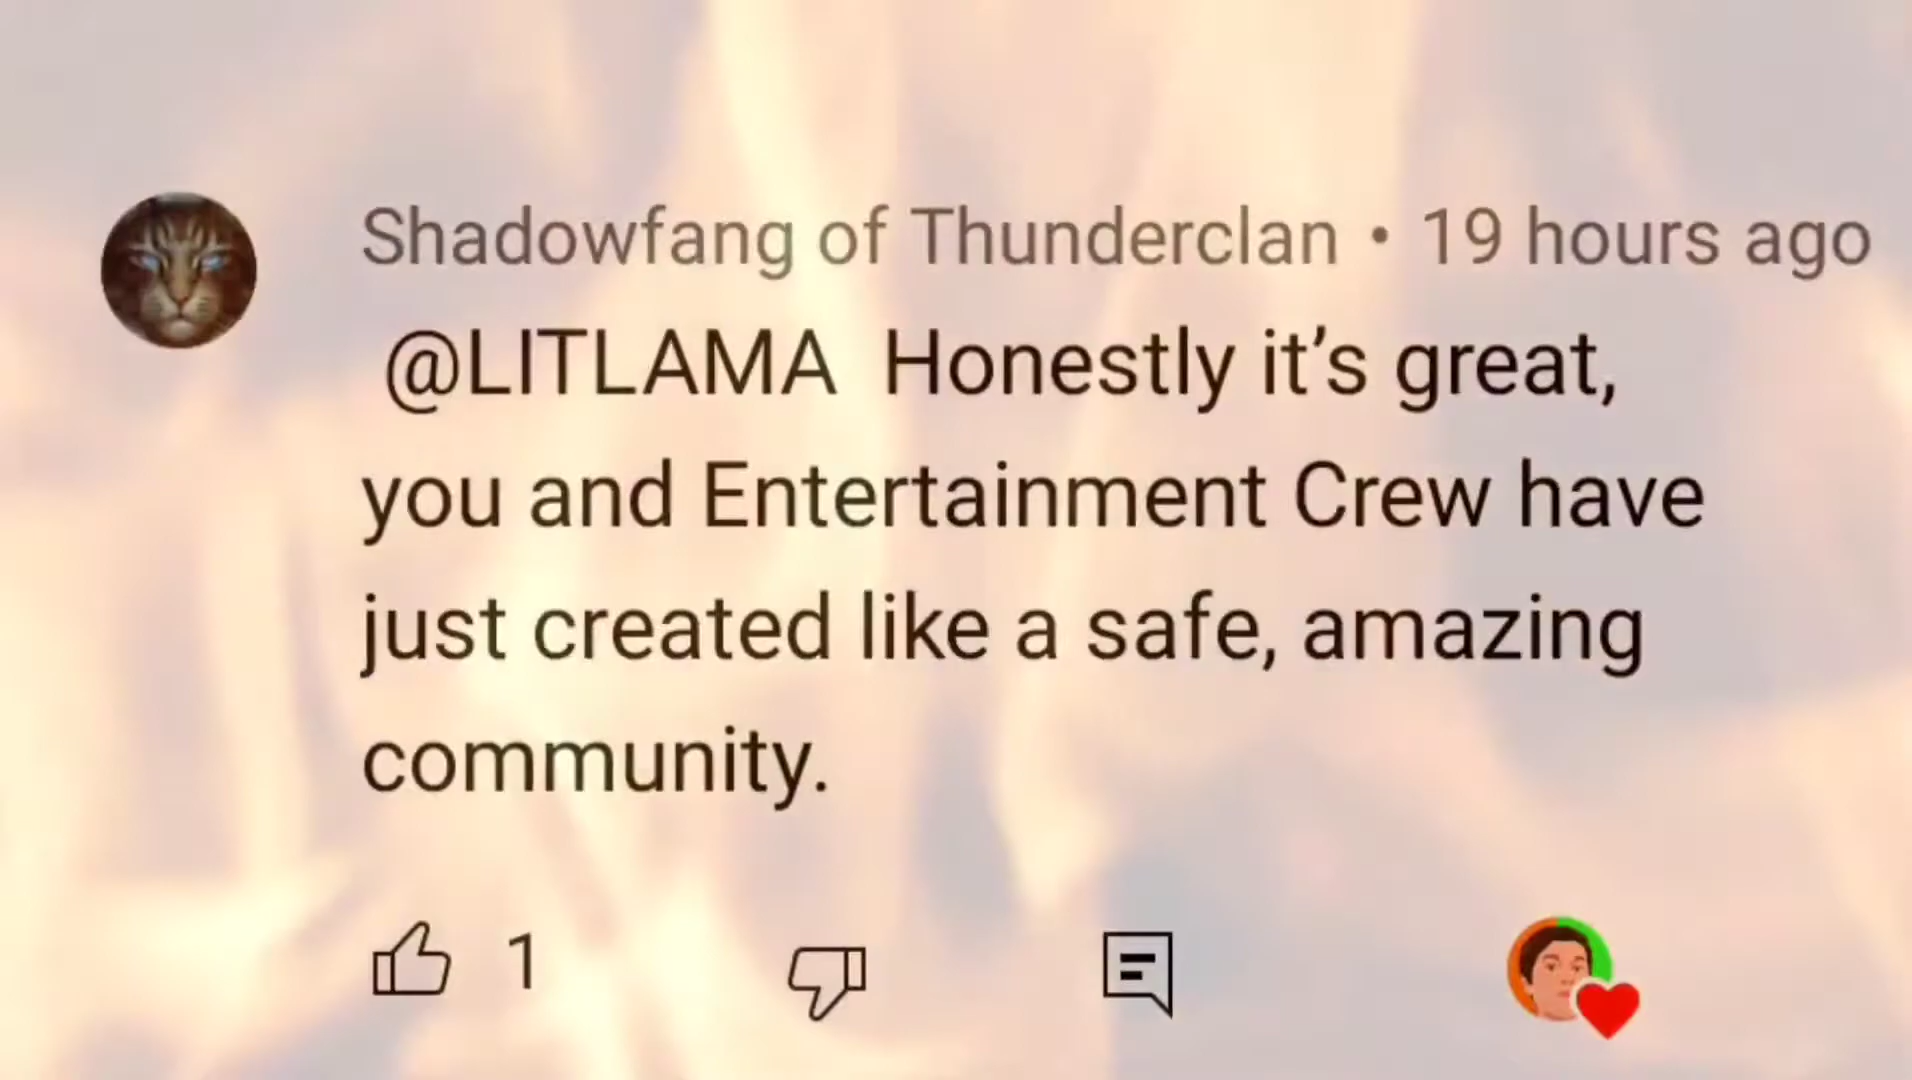 Shadowfang of Thunderclan • 19 hours ago
@LITLAMA Honestly it’s great,
you and Entertainment Crew have
just created like a safe, amazing
community.
1